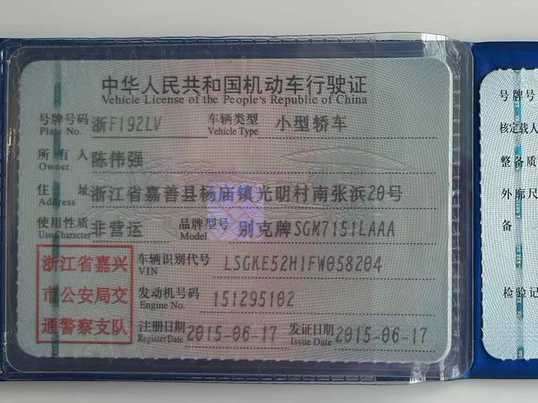 中华人民共和国机动车行驶证
Vehicle License of the People's Republic of China
号牌号码 浙F192LV 车辆类型 小型轿车
Plate No. Vehicle Type
所有人 陈伟强
Owner
住址 浙江省嘉善县杨庙镇光明村南张浜20号
Address
使用性质 非营运 品牌型号 别克牌SGM7151LAAA
Use Character Model
浙江省嘉兴
市公安局交
通警察支队
车辆识别代号 LSGKE52H1FW058204
VIN
发动机号码 151295102
Engine No.
注册日期 2015-06-17 发证日期 2015-06-17
Register Date Issue Date
号牌号
核定载人
整备质
外廓尺
备
检验记